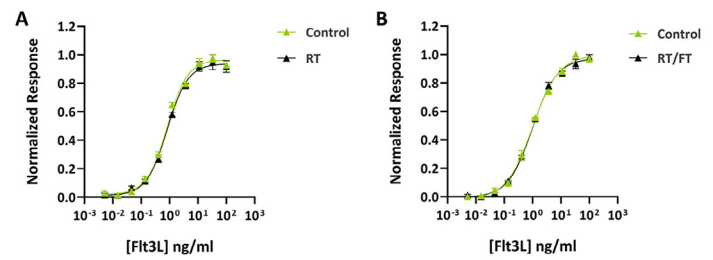 A
Normalized Response
1.2
1.0
0.8
0.6
0.4
0.2
0.0
10-3 10-2 10-1 100 101 102 103
[Flt3L] ng/ml
Control
RT
B
Normalized Response
1.2
1.0
0.8
0.6
0.4
0.2
0.0
10-3 10-2 10-1 100 101 102 103
[Flt3L] ng/ml
Control
RT/FT